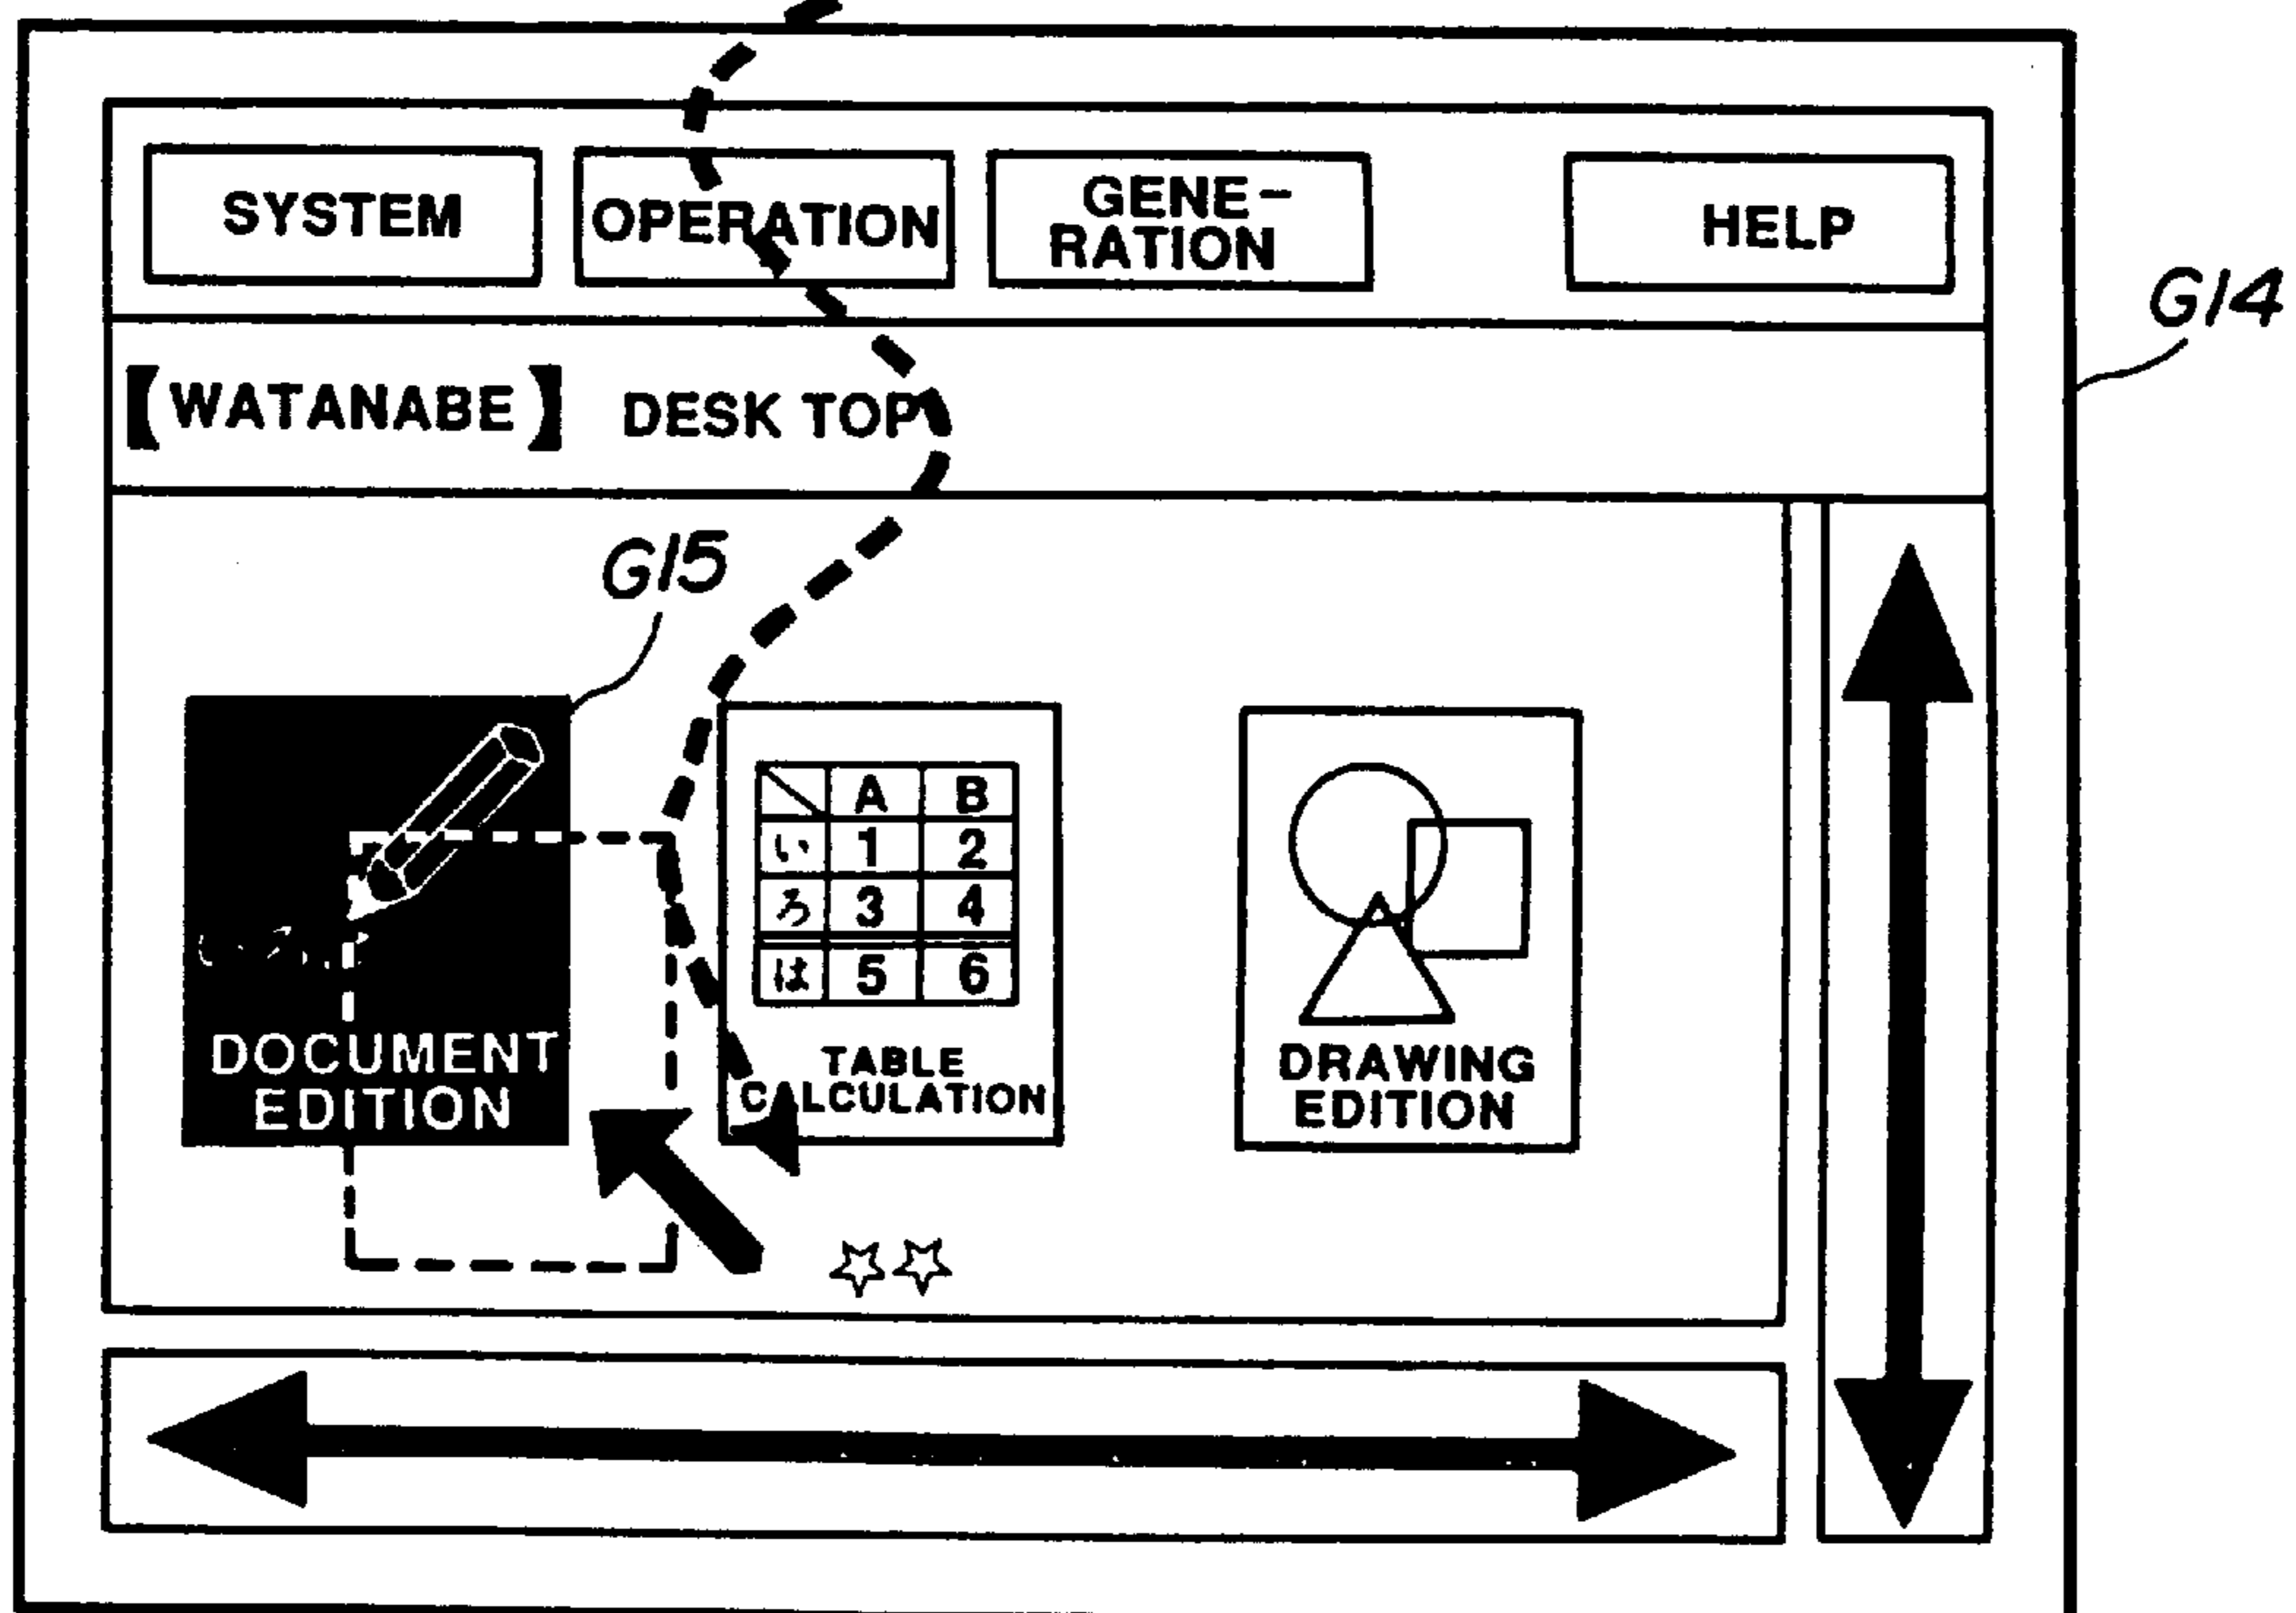 SYSTEM
OPERATION
GENE-
RATION
HELP
G14
【WATANABE】 DESK TOP
G15
A B
い 1 2
ろ 3 4
は 5 6
DOCUMENT
EDITION
TABLE
CALCULATION
DRAWING
EDITION